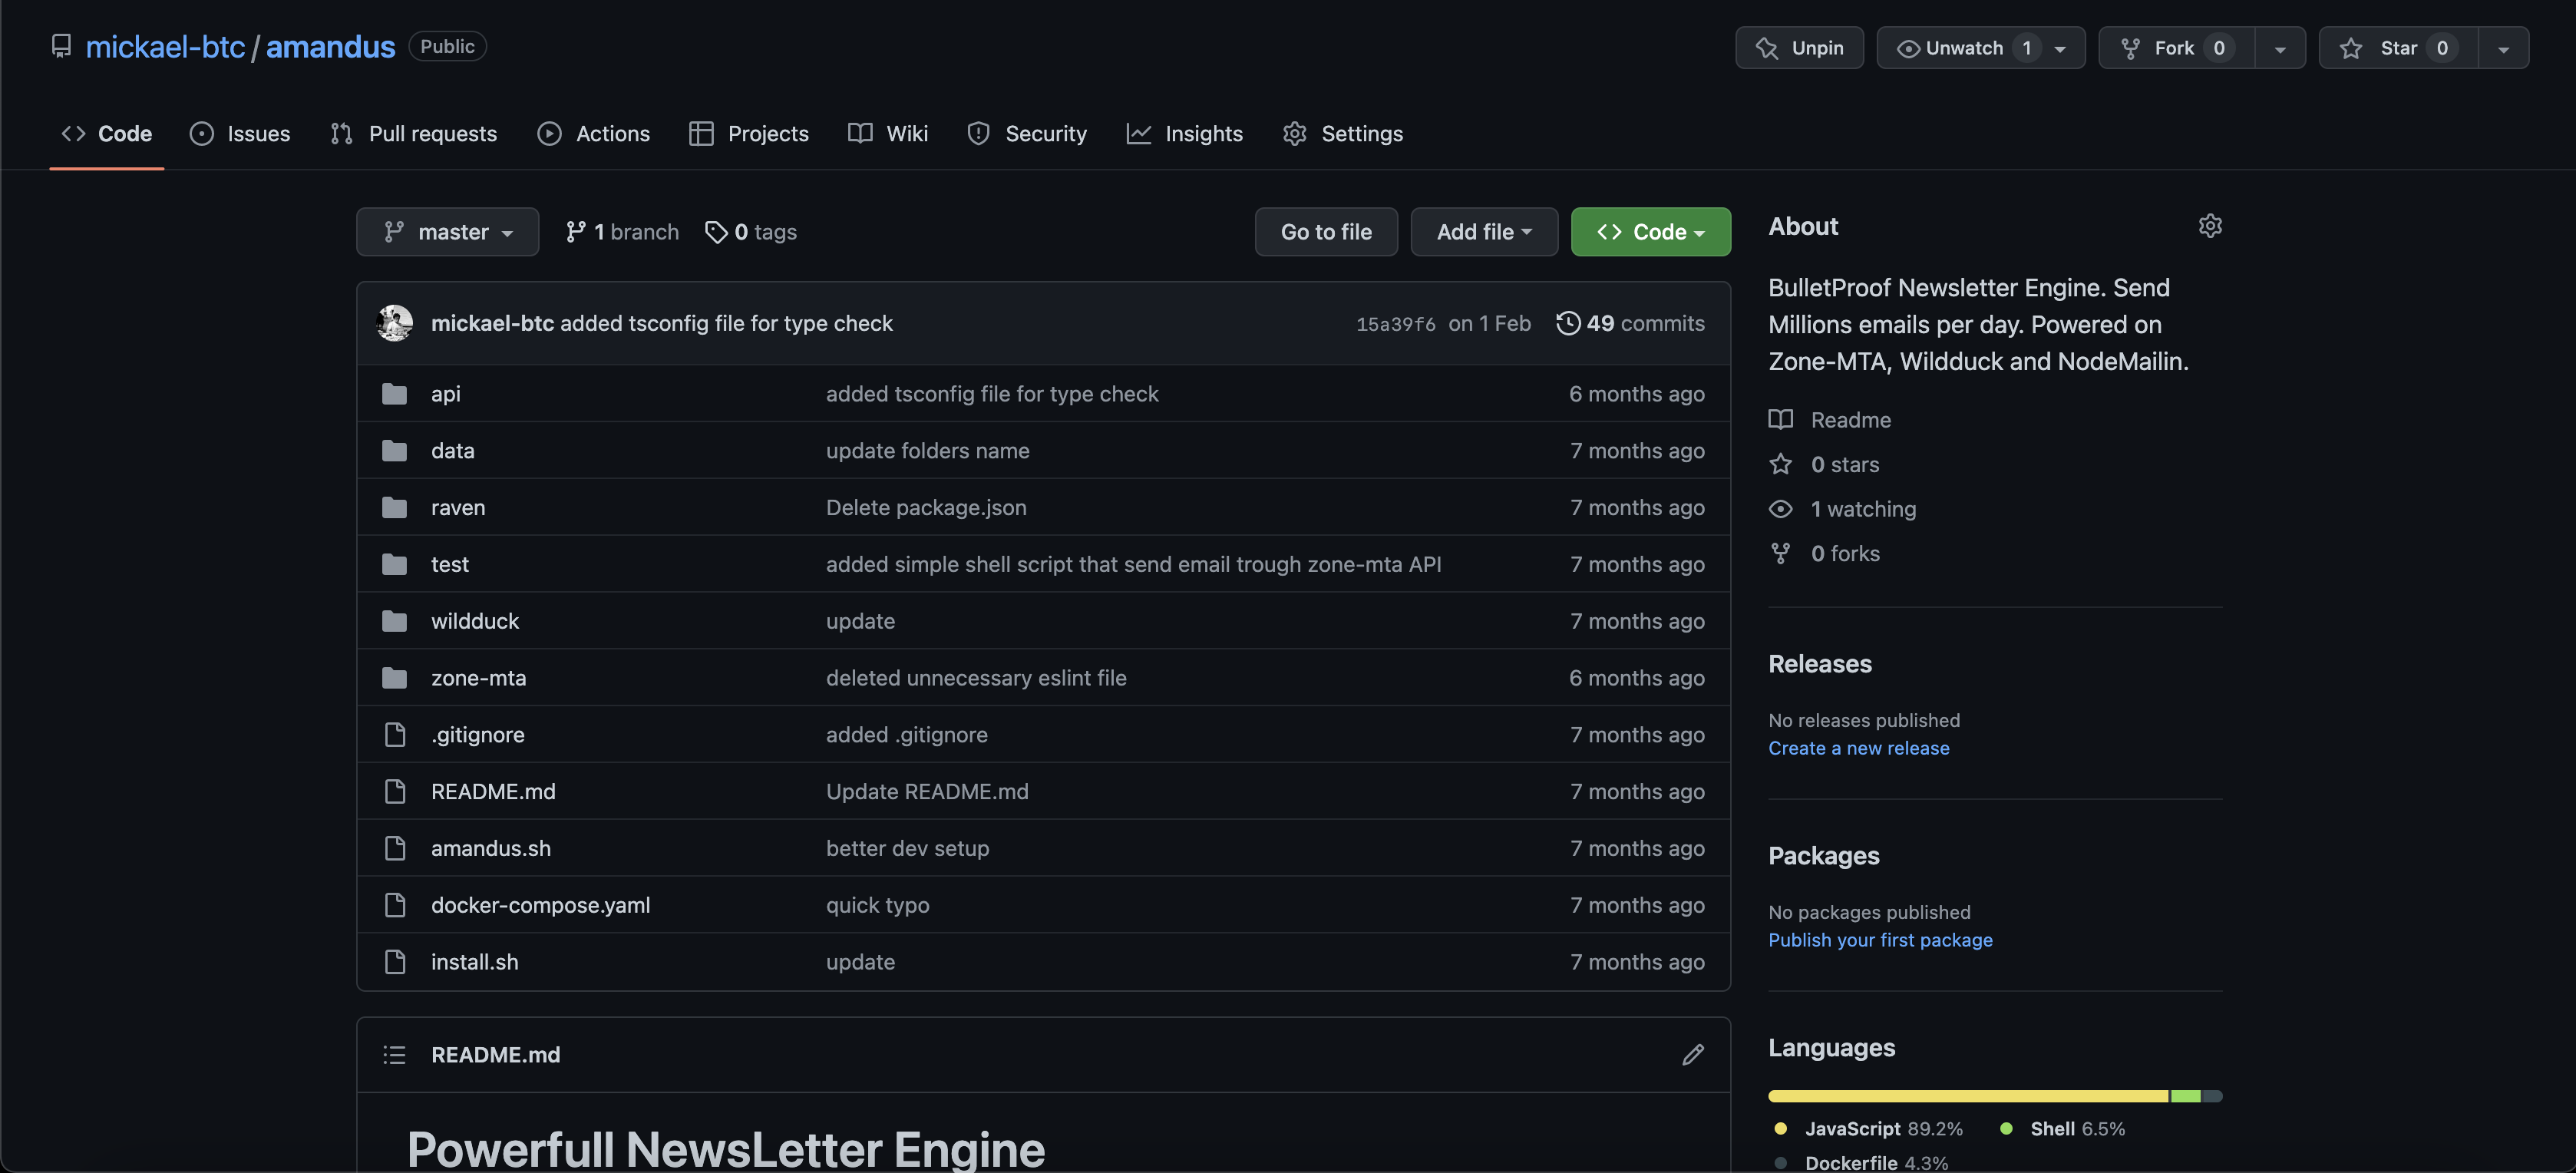 mickael-btc / amandus Public
Unpin Unwatch 1 Fork 0 Star 0
Code Issues Pull requests Actions Projects Wiki Security Insights Settings
master 1 branch 0 tags Go to file Add file Code
mickael-btc added tsconfig file for type check 15a39f6 on 1 Feb 49 commits
api added tsconfig file for type check 6 months ago
data update folders name 7 months ago
raven Delete package.json 7 months ago
test added simple shell script that send email trough zone-mta API 7 months ago
wildduck update 7 months ago
zone-mta deleted unnecessary eslint file 6 months ago
.gitignore added .gitignore 7 months ago
README.md Update README.md 7 months ago
amandus.sh better dev setup 7 months ago
docker-compose.yaml quick typo 7 months ago
install.sh update 7 months ago
README.md
Powerfull NewsLetter Engine
About
BulletProof Newsletter Engine. Send
Millions emails per day. Powered on
Zone-MTA, Wildduck and NodeMailin.
Readme
0 stars
1 watching
0 forks
Releases
No releases published
Create a new release
Packages
No packages published
Publish your first package
Languages
JavaScript 89.2% Shell 6.5%
Dockerfile 4.3%